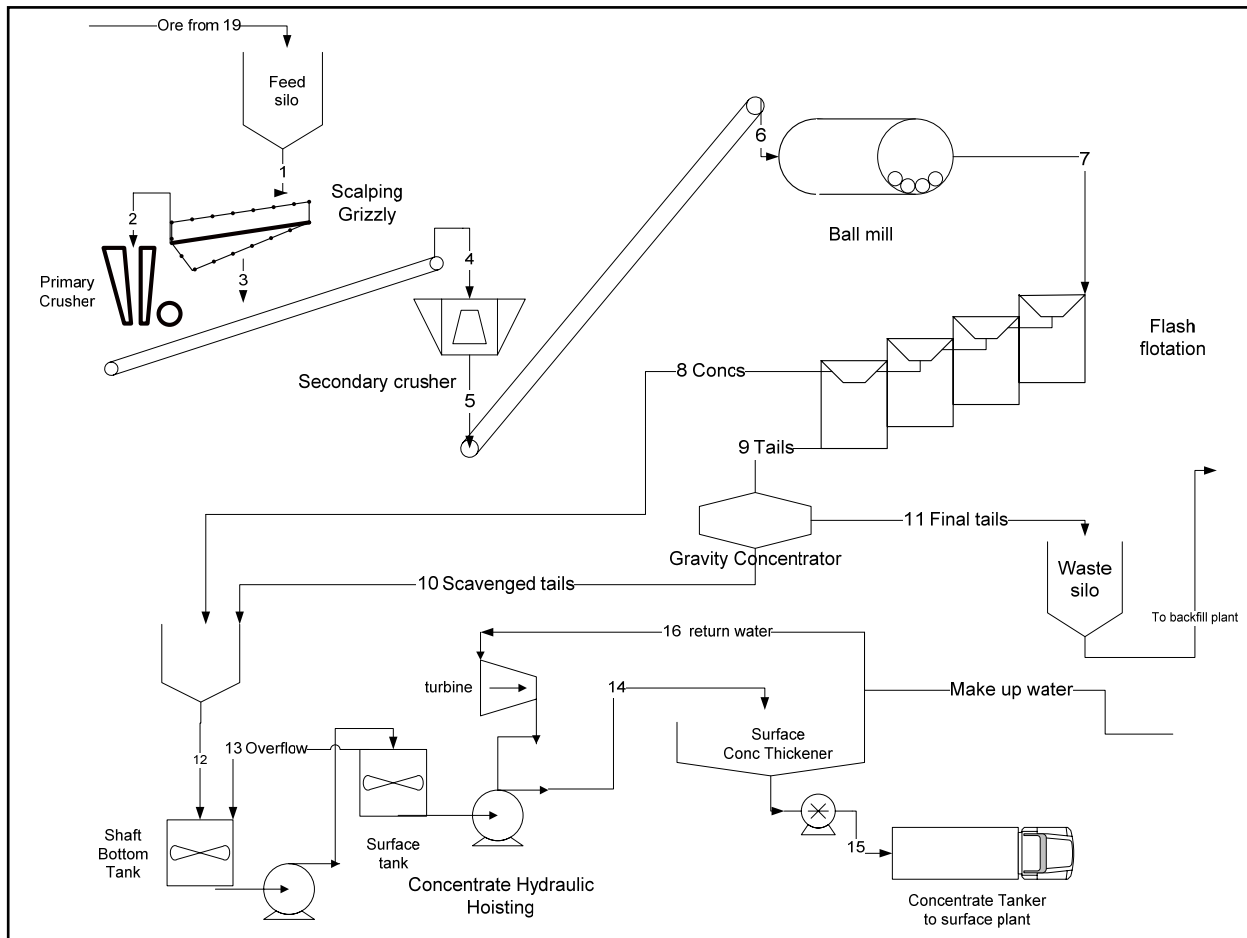 Ore from 19
Feed
silo
1
Scalping
Grizzly
2
3
Primary
Crusher
4
Secondary crusher
5
6
Ball mill
7
Flash
flotation
8 Concs
9 Tails
11 Final tails
Gravity Concentrator
10 Scavenged tails
Waste
silo
To backfill plant
16 return water
turbine
14
Make up water
Surface
Conc Thickener
12
13 Overflow
Shaft
Bottom
Tank
Surface
tank
Concentrate Hydraulic
Hoisting
15
Concentrate Tanker
to surface plant